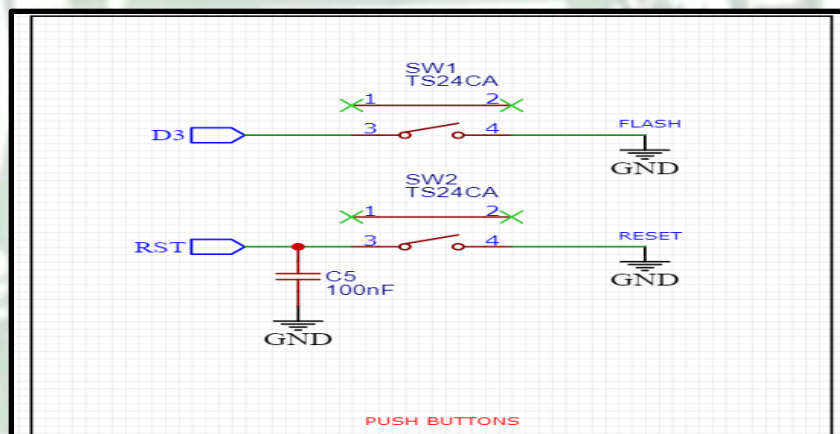 SW1
TS24CA
1 2
D3 3 4 FLASH
GND
SW2
TS24CA
1 2
RST 3 4 RESET
C5
100nF
GND
GND
PUSH BUTTONS